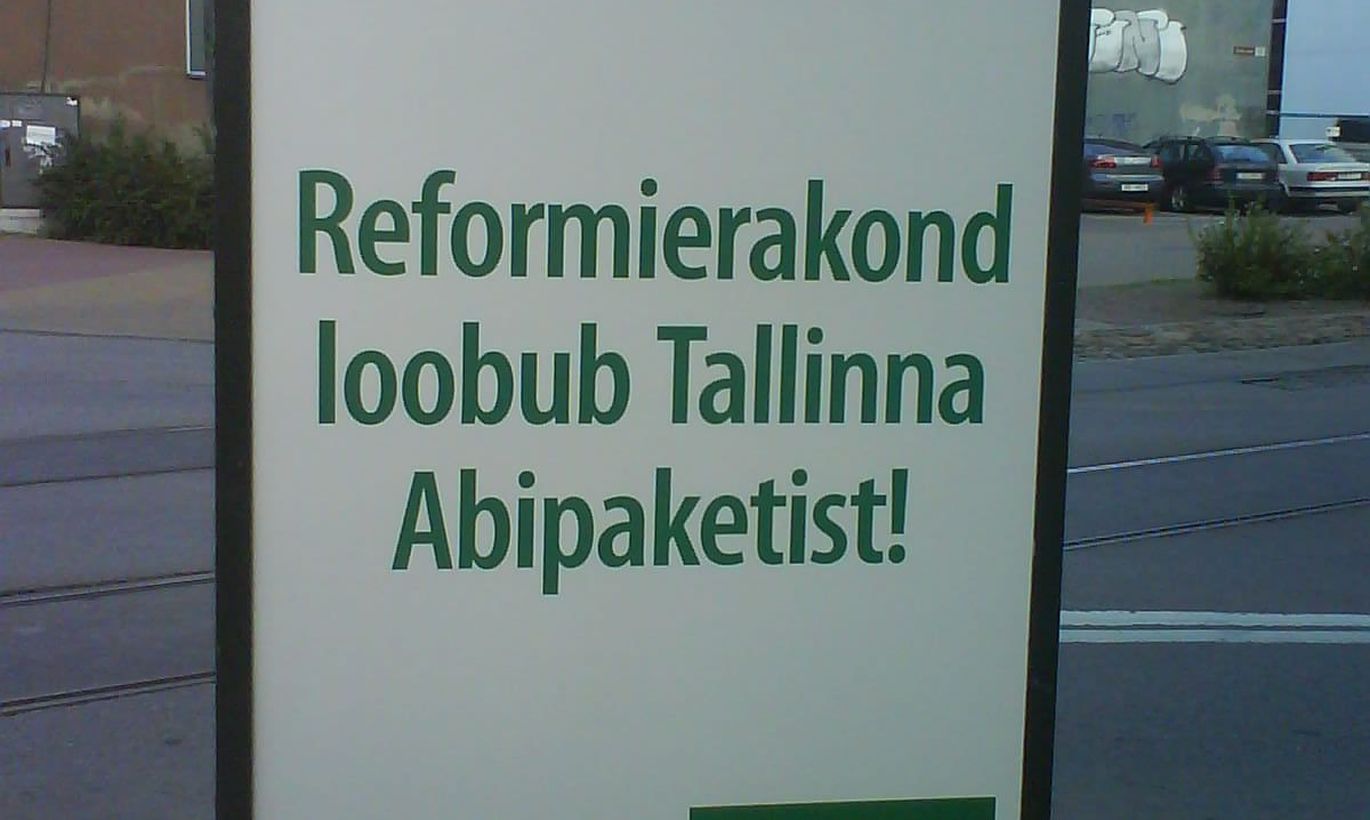 Reformierakond
loobub Tallinna
Abipaketist!